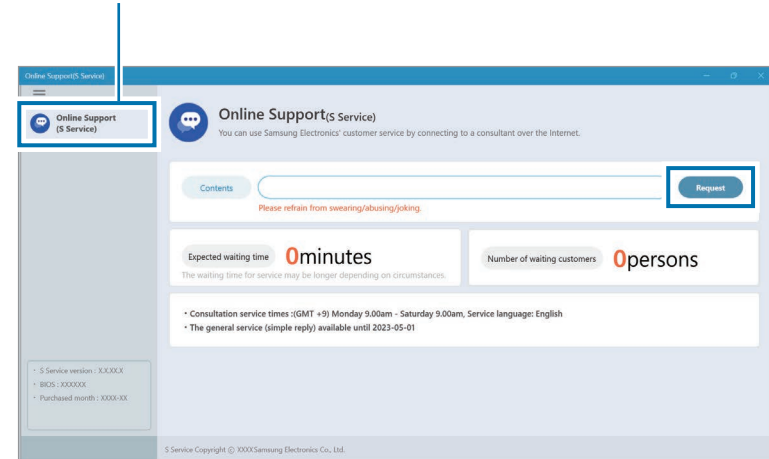 Online Support(S Service)
Online Support
(S Service)
Online Support(S Service)
You can use Samsung Electronics' customer service by connecting to a consultant over the Internet.
Contents
Request
Please refrain from swearing/abusing/joking.
Expected waiting time 0minutes
The waiting time for service may be longer depending on circumstances.
Number of waiting customers 0persons
• Consultation service times :(GMT +9) Monday 9.00am - Saturday 9.00am, Service language: English
• The general service (simple reply) available until 2023-05-01
• S Service version : X.X.XX.X
• BIOS : XXXXXX
• Purchased month : XXXX-XX
S Service Copyright ⓒ XXXXSamsung Electronics Co., Ltd.